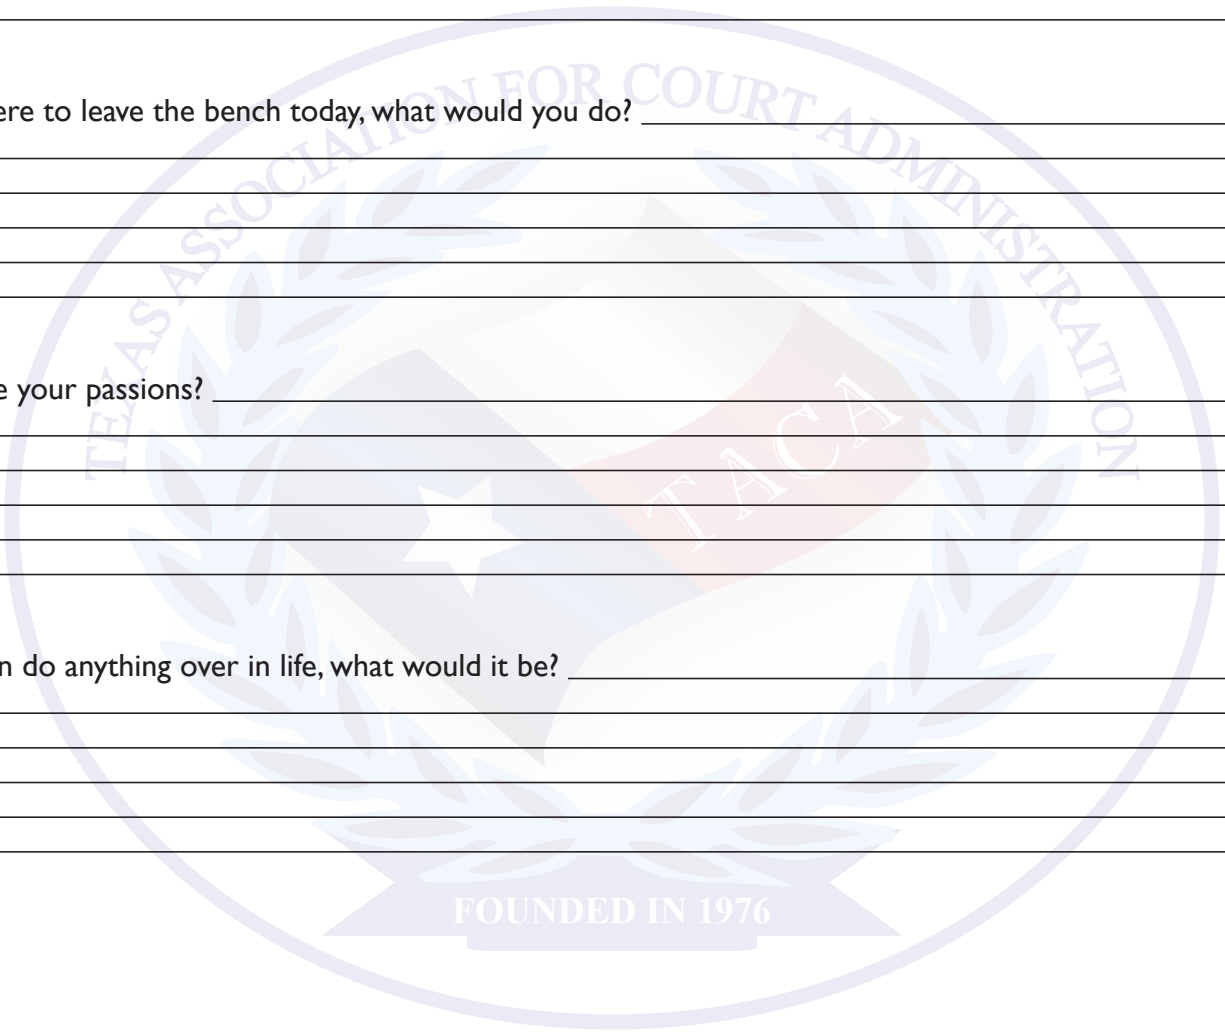 TEXAS ASSOCIATION FOR COURT ADMINISTRATION
ere to leave the bench today, what would you do?
e your passions?
TACA
n do anything over in life, what would it be?
FOUNDED IN 1976